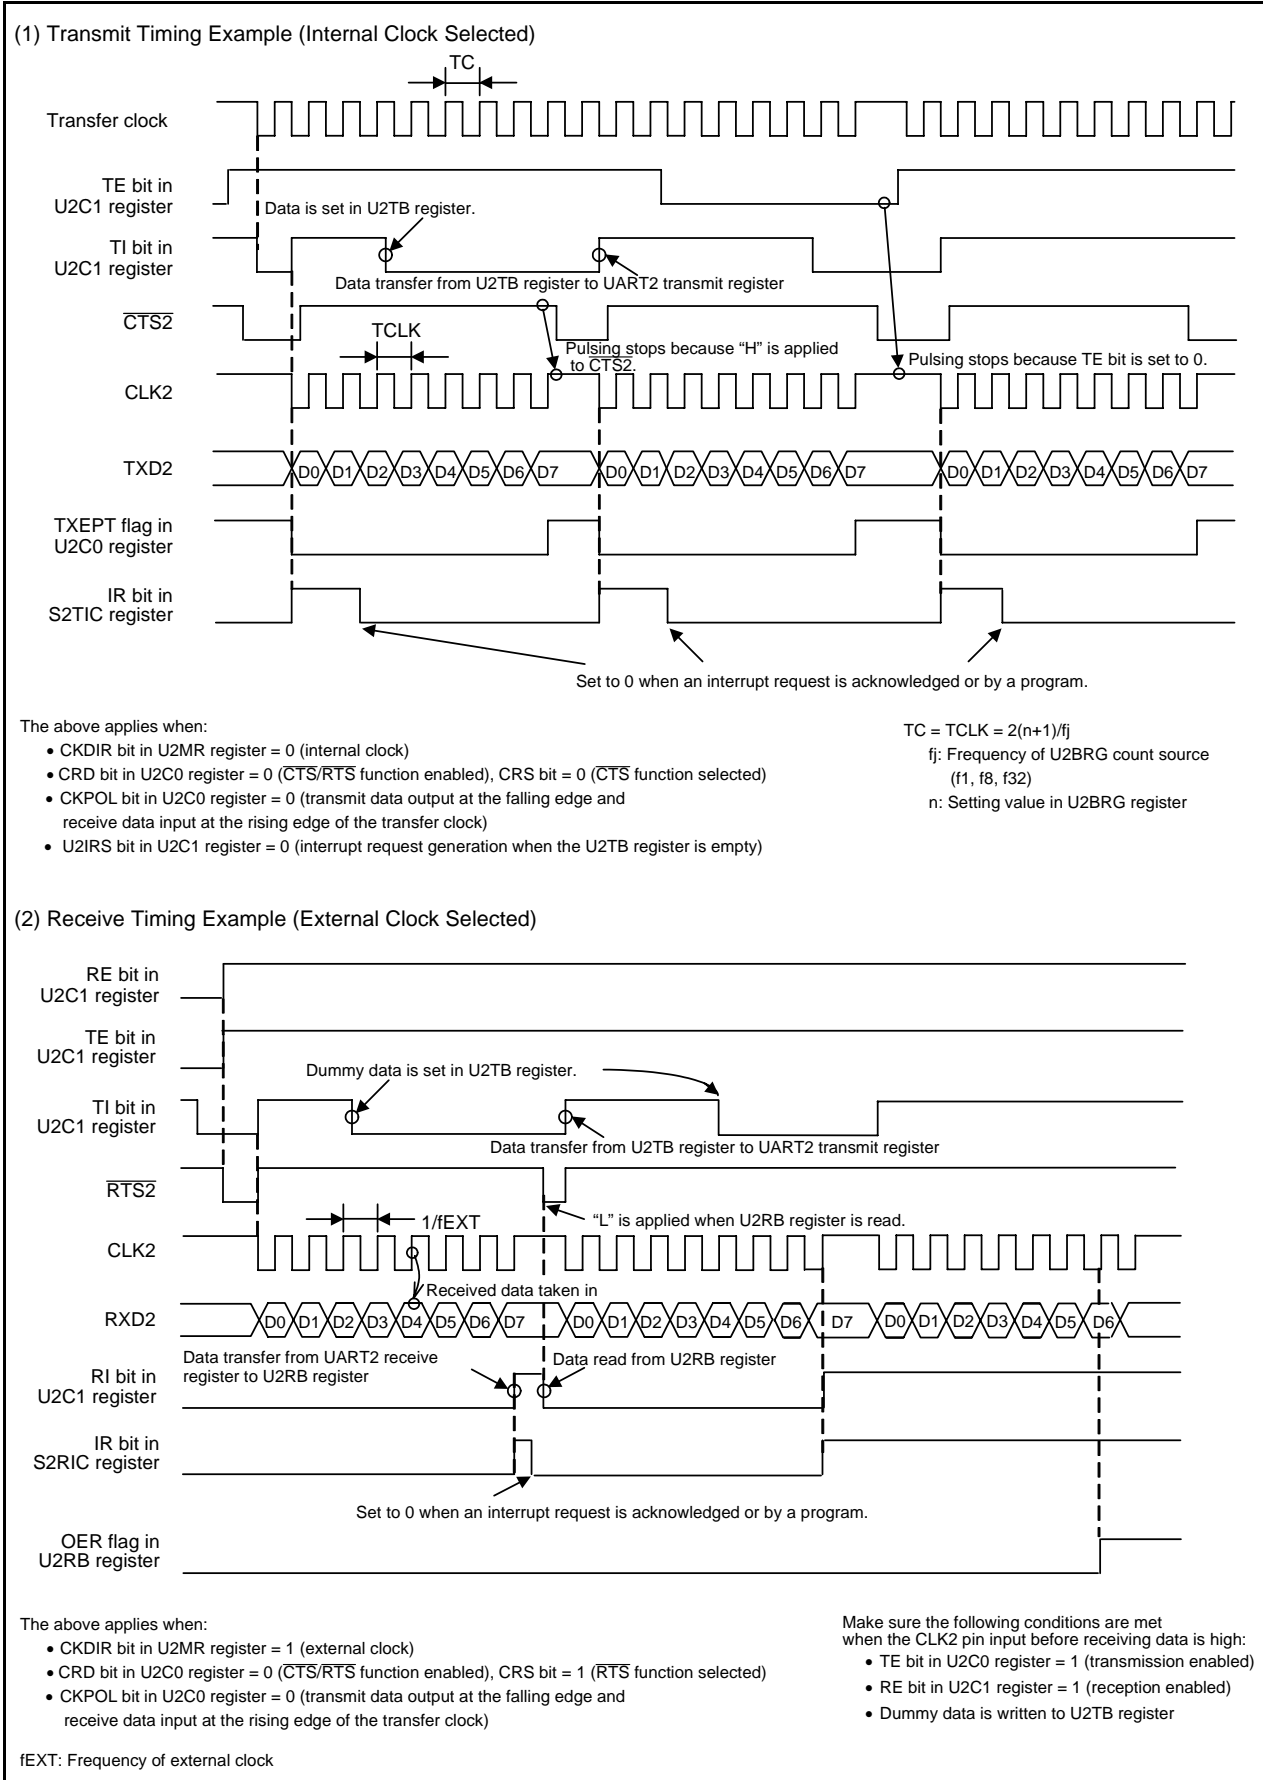 (1) Transmit Timing Example (Internal Clock Selected)
TC
Transfer clock
TE bit in
U2C1 register
Data is set in U2TB register.
TI bit in
U2C1 register
Data transfer from U2TB register to UART2 transmit register
CTS2
TCLK
Pulsing stops because “H” is applied
to CTS2.
Pulsing stops because TE bit is set to 0.
CLK2
TXD2
D0 D1 D2 D3 D4 D5 D6 D7 D0 D1 D2 D3 D4 D5 D6 D7 D0 D1 D2 D3 D4 D5 D6 D7
TXEPT flag in
U2C0 register
IR bit in
S2TIC register
Set to 0 when an interrupt request is acknowledged or by a program.
The above applies when:
• CKDIR bit in U2MR register = 0 (internal clock)
• CRD bit in U2C0 register = 0 (CTS/RTS function enabled), CRS bit = 0 (CTS function selected)
• CKPOL bit in U2C0 register = 0 (transmit data output at the falling edge and
receive data input at the rising edge of the transfer clock)
• U2IRS bit in U2C1 register = 0 (interrupt request generation when the U2TB register is empty)
TC = TCLK = 2(n+1)/fj
fj: Frequency of U2BRG count source
(f1, f8, f32)
n: Setting value in U2BRG register
(2) Receive Timing Example (External Clock Selected)
RE bit in
U2C1 register
TE bit in
U2C1 register
Dummy data is set in U2TB register.
TI bit in
U2C1 register
Data transfer from U2TB register to UART2 transmit register
RTS2
1/fEXT
“L” is applied when U2RB register is read.
CLK2
Received data taken in
RXD2
D0 D1 D2 D3 D4 D5 D6 D7 D0 D1 D2 D3 D4 D5 D6 D7 D0 D1 D2 D3 D4 D5 D6
Data transfer from UART2 receive
register to U2RB register
Data read from U2RB register
RI bit in
U2C1 register
IR bit in
S2RIC register
Set to 0 when an interrupt request is acknowledged or by a program.
OER flag in
U2RB register
The above applies when:
• CKDIR bit in U2MR register = 1 (external clock)
• CRD bit in U2C0 register = 0 (CTS/RTS function enabled), CRS bit = 1 (RTS function selected)
• CKPOL bit in U2C0 register = 0 (transmit data output at the falling edge and
receive data input at the rising edge of the transfer clock)
fEXT: Frequency of external clock
Make sure the following conditions are met
when the CLK2 pin input before receiving data is high:
• TE bit in U2C0 register = 1 (transmission enabled)
• RE bit in U2C1 register = 1 (reception enabled)
• Dummy data is written to U2TB register